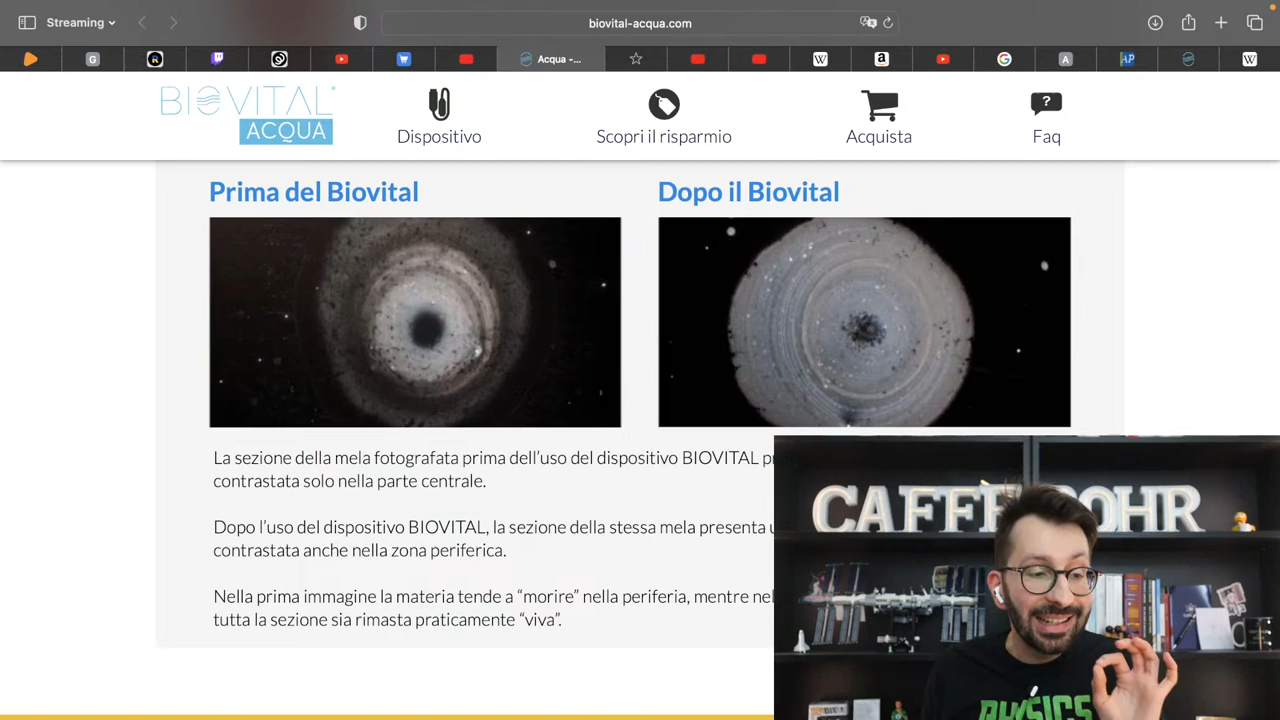 Streaming
biovital-acqua.com
Acqua -...
BIOVITAL
ACQUA
Dispositivo
Scopri il risparmio
Acquista
Faq
Prima del Biovital
Dopo il Biovital
La sezione della mela fotografata prima dell'uso del dispositivo BIOVITAL
contrastata solo nella parte centrale.
Dopo l'uso del dispositivo BIOVITAL, la sezione della stessa mela presenta
contrastata anche nella zona periferica.
Nella prima immagine la materia tende a “morire” nella periferia, mentre
tutta la sezione sia rimasta praticamente “viva”.
CAFFÈ BOHR
PHYSICS